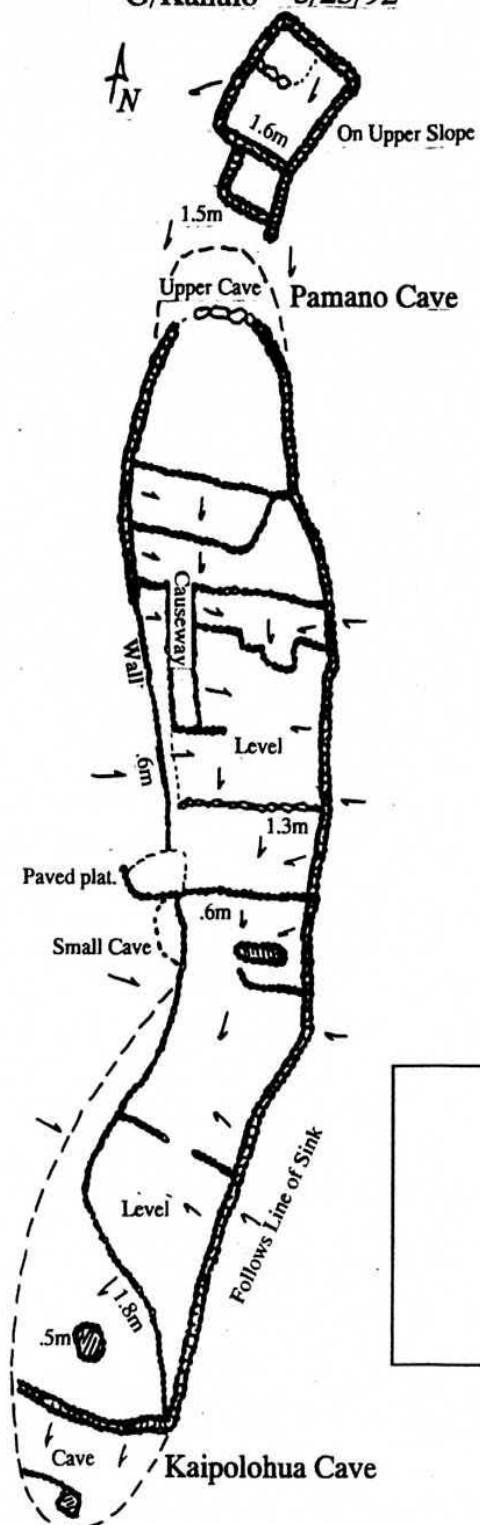 N
1.6m
On Upper Slope
1.5m
Upper Cave
Pamano Cave
Causeway
Wall
Level
.6m
1.3m
Paved plat.
.6m
Small Cave
Follows Line of Sink
Level
1.8m
.5m
Cave
Kaipolohua Cave